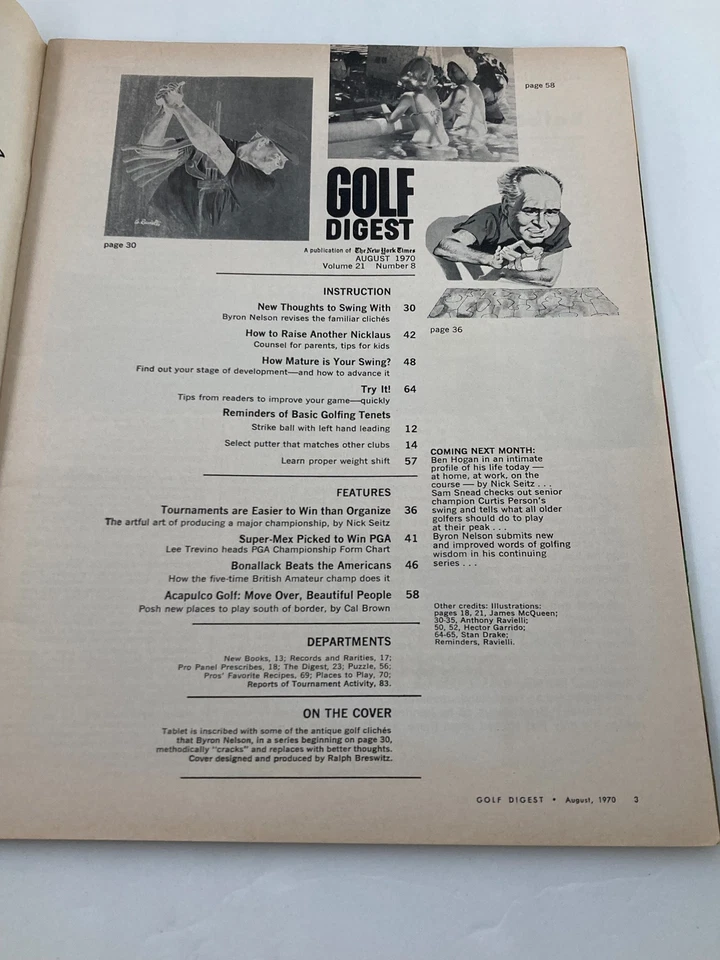 page 58
A. Ravielli
page 30
GOLF
DIGEST
A publication of The New York Times
AUGUST 1970
Volume 21 Number 8
page 36
INSTRUCTION
New Thoughts to Swing With 30
Byron Nelson revises the familiar clichés
How to Raise Another Nicklaus 42
Counsel for parents, tips for kids
How Mature is Your Swing? 48
Find out your stage of development—and how to advance it
Try It! 64
Tips from readers to improve your game—quickly
Reminders of Basic Golfing Tenets
Strike ball with left hand leading 12
Select putter that matches other clubs 14
Learn proper weight shift 57
FEATURES
Tournaments are Easier to Win than Organize 36
The artful art of producing a major championship, by Nick Seitz
Super-Mex Picked to Win PGA 41
Lee Trevino heads PGA Championship Form Chart
Bonallack Beats the Americans 46
How the five-time British Amateur champ does it
Acapulco Golf: Move Over, Beautiful People 58
Posh new places to play south of border, by Cal Brown
DEPARTMENTS
New Books, 13; Records and Rarities, 17;
Pro Panel Prescribes, 18; The Digest, 23; Puzzle, 56;
Pros' Favorite Recipes, 69; Places to Play, 70;
Reports of Tournament Activity, 83.
ON THE COVER
Tablet is inscribed with some of the antique golf clichés
that Byron Nelson, in a series beginning on page 30,
methodically "cracks" and replaces with better thoughts.
Cover designed and produced by Ralph Breswitz.
COMING NEXT MONTH:
Ben Hogan in an intimate
profile of his life today —
at home, at work, on the
course — by Nick Seitz . . .
Sam Snead checks out senior
champion Curtis Person's
swing and tells what all older
golfers should do to play
at their peak . . .
Byron Nelson submits new
and improved words of golfing
wisdom in his continuing
series . . .
Other credits: Illustrations:
pages 18, 21, James McQueen;
30-35, Anthony Ravielli;
50, 52, Hector Garrido;
64-65, Stan Drake;
Reminders, Ravielli.
GOLF DIGEST • August, 1970 3